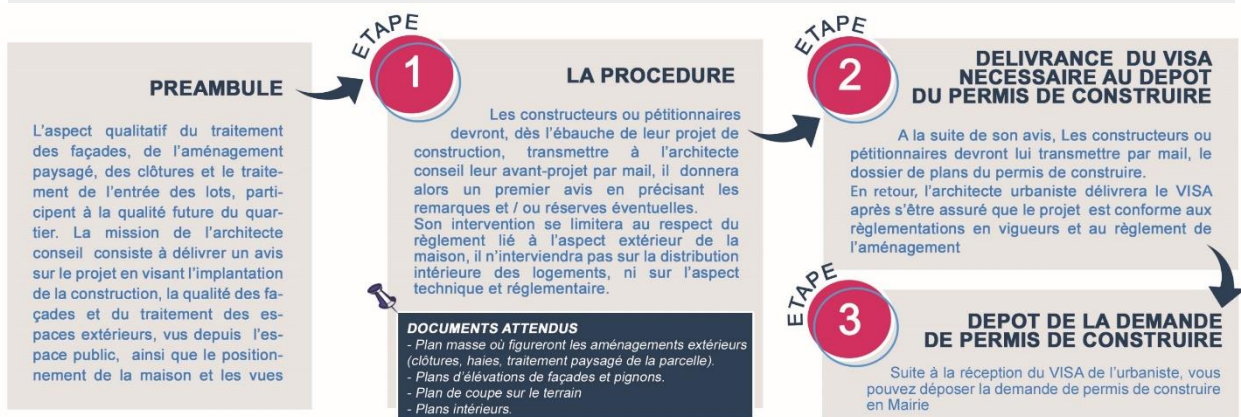 PREAMBULE
L'aspect qualitatif du traitement
des façades, de l'aménagement
paysagé, des clôtures et le traite-
ment de l'entrée des lots, parti-
cipent à la qualité future du quar-
tier. La mission de l'architecte
conseil consiste à délivrer un avis
sur le projet en visant l'implantation
de la construction, la qualité des fa-
çades et du traitement des es-
paces extérieurs, vus depuis l'es-
pace public, ainsi que le position-
nement de la maison et les vues
ETAPE
1
LA PROCEDURE
Les constructeurs ou pétitionnaires
devront, dès l'ébauche de leur projet de
construction, transmettre à l'architecte
conseil leur avant-projet par mail, il donnera
alors un premier avis en précisant les
remarques et / ou réserves éventuelles.
Son intervention se limitera au respect du
règlement lié à l'aspect extérieur de la
maison, il n'interviendra pas sur la distribution
intérieure des logements, ni sur l'aspect
technique et réglementaire.
DOCUMENTS ATTENDUS
- Plan masse où figureront les aménagements extérieurs
(clôtures, haies, traitement paysagé de la parcelle).
- Plans d'élévations de façades et pignons.
- Plan de coupe sur le terrain
- Plans intérieurs.
ETAPE
2
DELIVRANCE DU VISA
NECESSAIRE AU DEPOT
DU PERMIS DE CONSTRUIRE
A la suite de son avis, Les constructeurs ou
pétitionnaires devront lui transmettre par mail, le
dossier de plans du permis de construire.
En retour, l'architecte urbaniste délivrera le VISA
après s'être assuré que le projet est conforme aux
règlementations en vigueurs et au règlement de
l'aménagement
ETAPE
3
DEPOT DE LA DEMANDE
DE PERMIS DE CONSTRUIRE
Suite à la réception du VISA de l'urbaniste, vous
pouvez déposer la demande de permis de construire
en Mairie